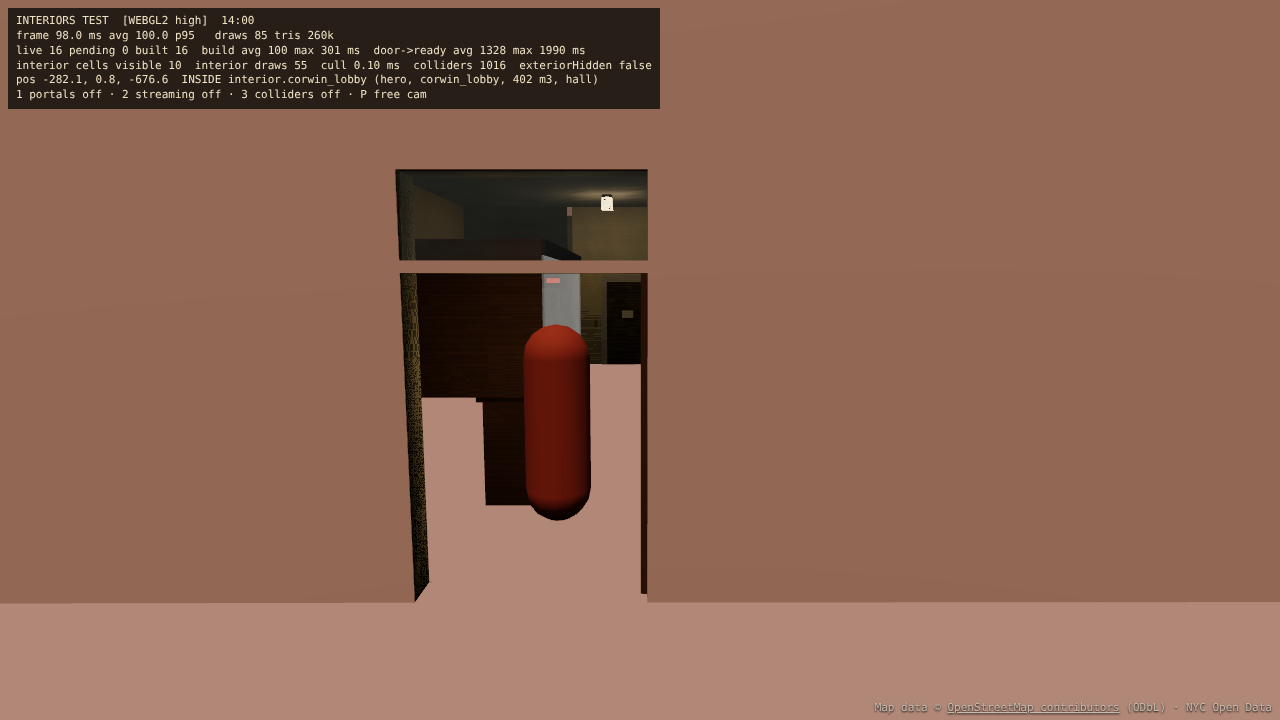 INTERIORS TEST  [WEBGL2 high]  14:00
frame 98.0 ms avg 100.0 p95   draws 85 tris 260k
live 16 pending 0 built 16  build avg 100 max 301 ms  door->ready avg 1328 max 1990 ms
interior cells visible 10  interior draws 55  cull 0.10 ms  colliders 1016  exteriorHidden false
pos -282.1, 0.8, -676.6  INSIDE interior.corwin_lobby (hero, corwin_lobby, 402 m3, hall)
1 portals off · 2 streaming off · 3 colliders off · P free cam
Map data © OpenStreetMap contributors (ODbL) · NYC Open Data